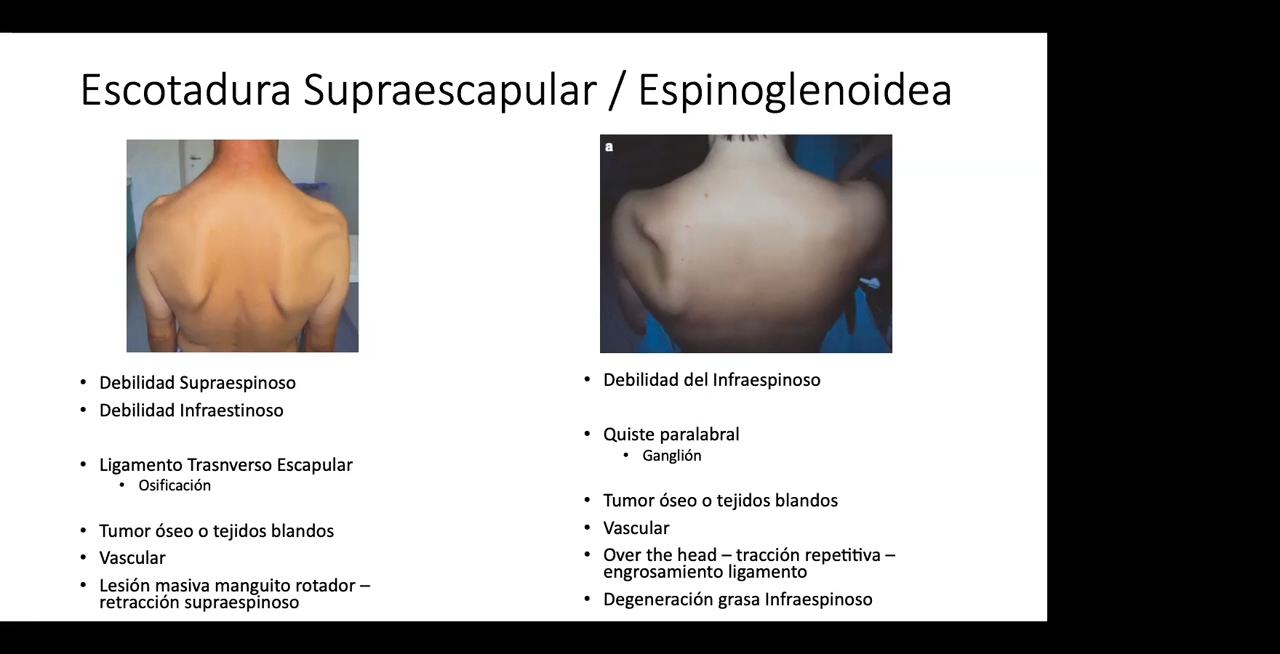 Escotadura Supraescapular / Espinoglenoidea
• Debilidad Supraespinoso
• Debilidad Infraestinoso
• Ligamento Trasnverso Escapular
• Osificación
• Tumor óseo o tejidos blandos
• Vascular
• Lesión masiva manguito rotador –
retracción supraespinoso
a
• Debilidad del Infraespinoso
• Quiste paralabral
• Ganglión
• Tumor óseo o tejidos blandos
• Vascular
• Over the head – tracción repetitiva –
engrosamiento ligamento
• Degeneración grasa Infraespinoso